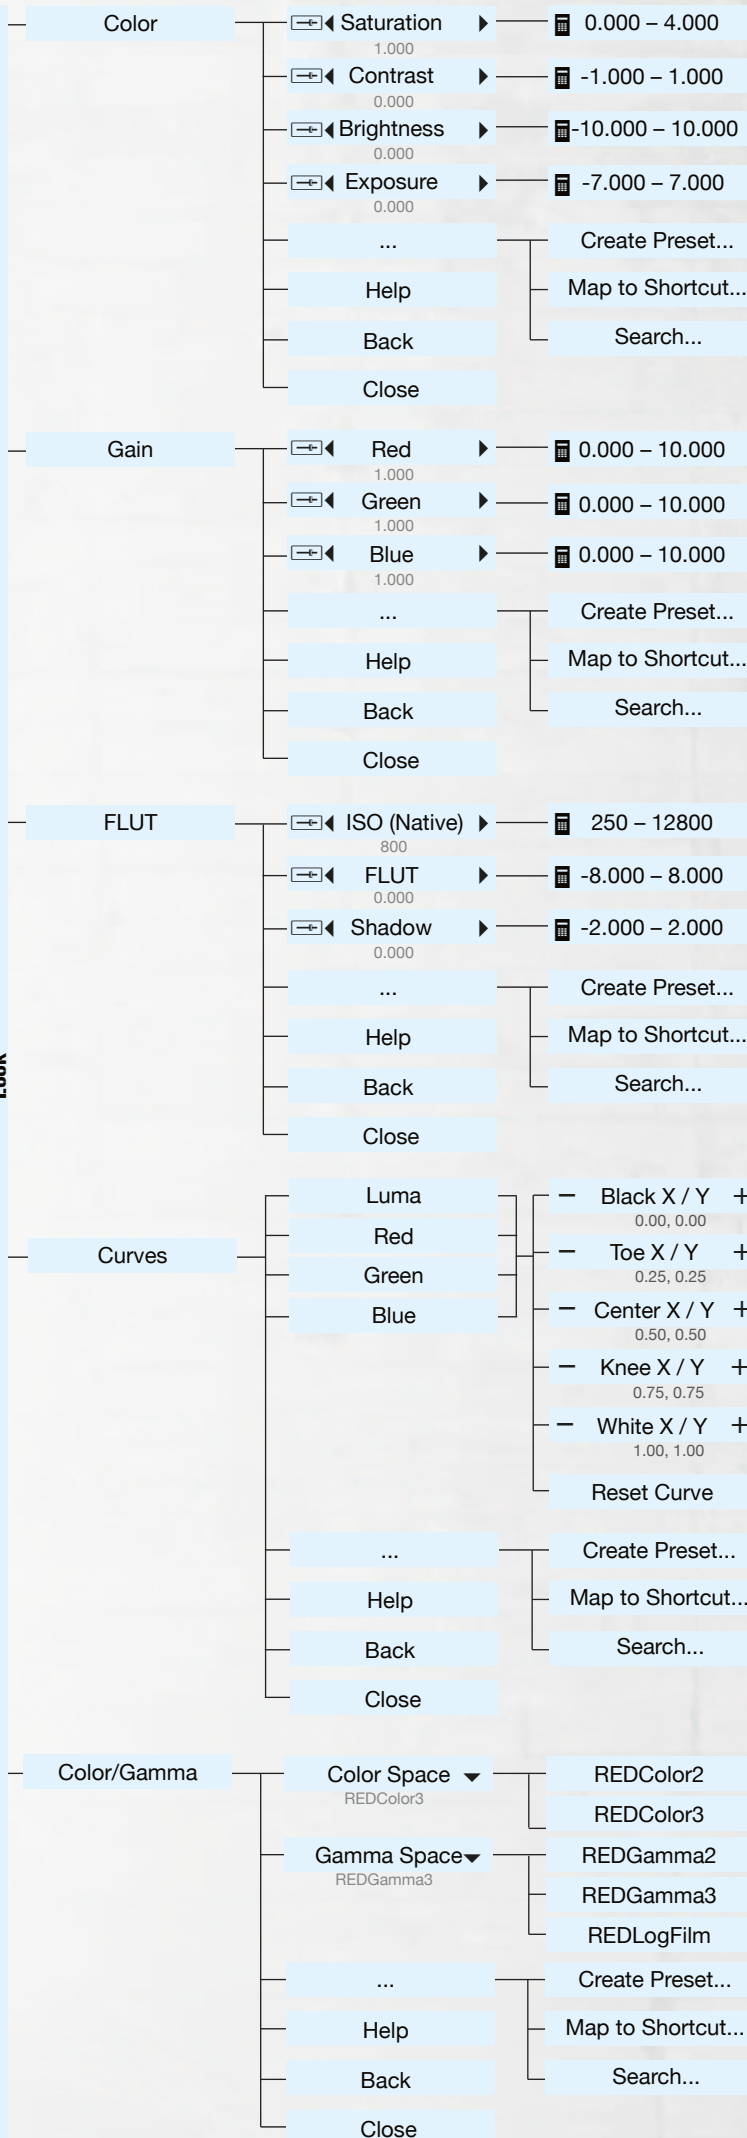 Color
Saturation
1.000
0.000 – 4.000
Contrast
0.000
-1.000 – 1.000
Brightness
0.000
-10.000 – 10.000
Exposure
0.000
-7.000 – 7.000
...
Create Preset...
Help
Map to Shortcut...
Back
Search...
Close
Gain
Red
1.000
0.000 – 10.000
Green
1.000
0.000 – 10.000
Blue
1.000
0.000 – 10.000
...
Create Preset...
Help
Map to Shortcut...
Back
Search...
Close
FLUT
ISO (Native)
800
250 – 12800
FLUT
0.000
-8.000 – 8.000
Shadow
0.000
-2.000 – 2.000
...
Create Preset...
Help
Map to Shortcut...
Back
Search...
Close
Curves
Luma
Red
Green
Blue
− Black X / Y +
0.00, 0.00
− Toe X / Y +
0.25, 0.25
− Center X / Y +
0.50, 0.50
− Knee X / Y +
0.75, 0.75
− White X / Y +
1.00, 1.00
Reset Curve
...
Create Preset...
Help
Map to Shortcut...
Back
Search...
Close
Color/Gamma
Color Space
REDColor3
REDColor2
REDColor3
Gamma Space
REDGamma3
REDGamma2
REDGamma3
REDLogFilm
...
Create Preset...
Help
Map to Shortcut...
Back
Search...
Close